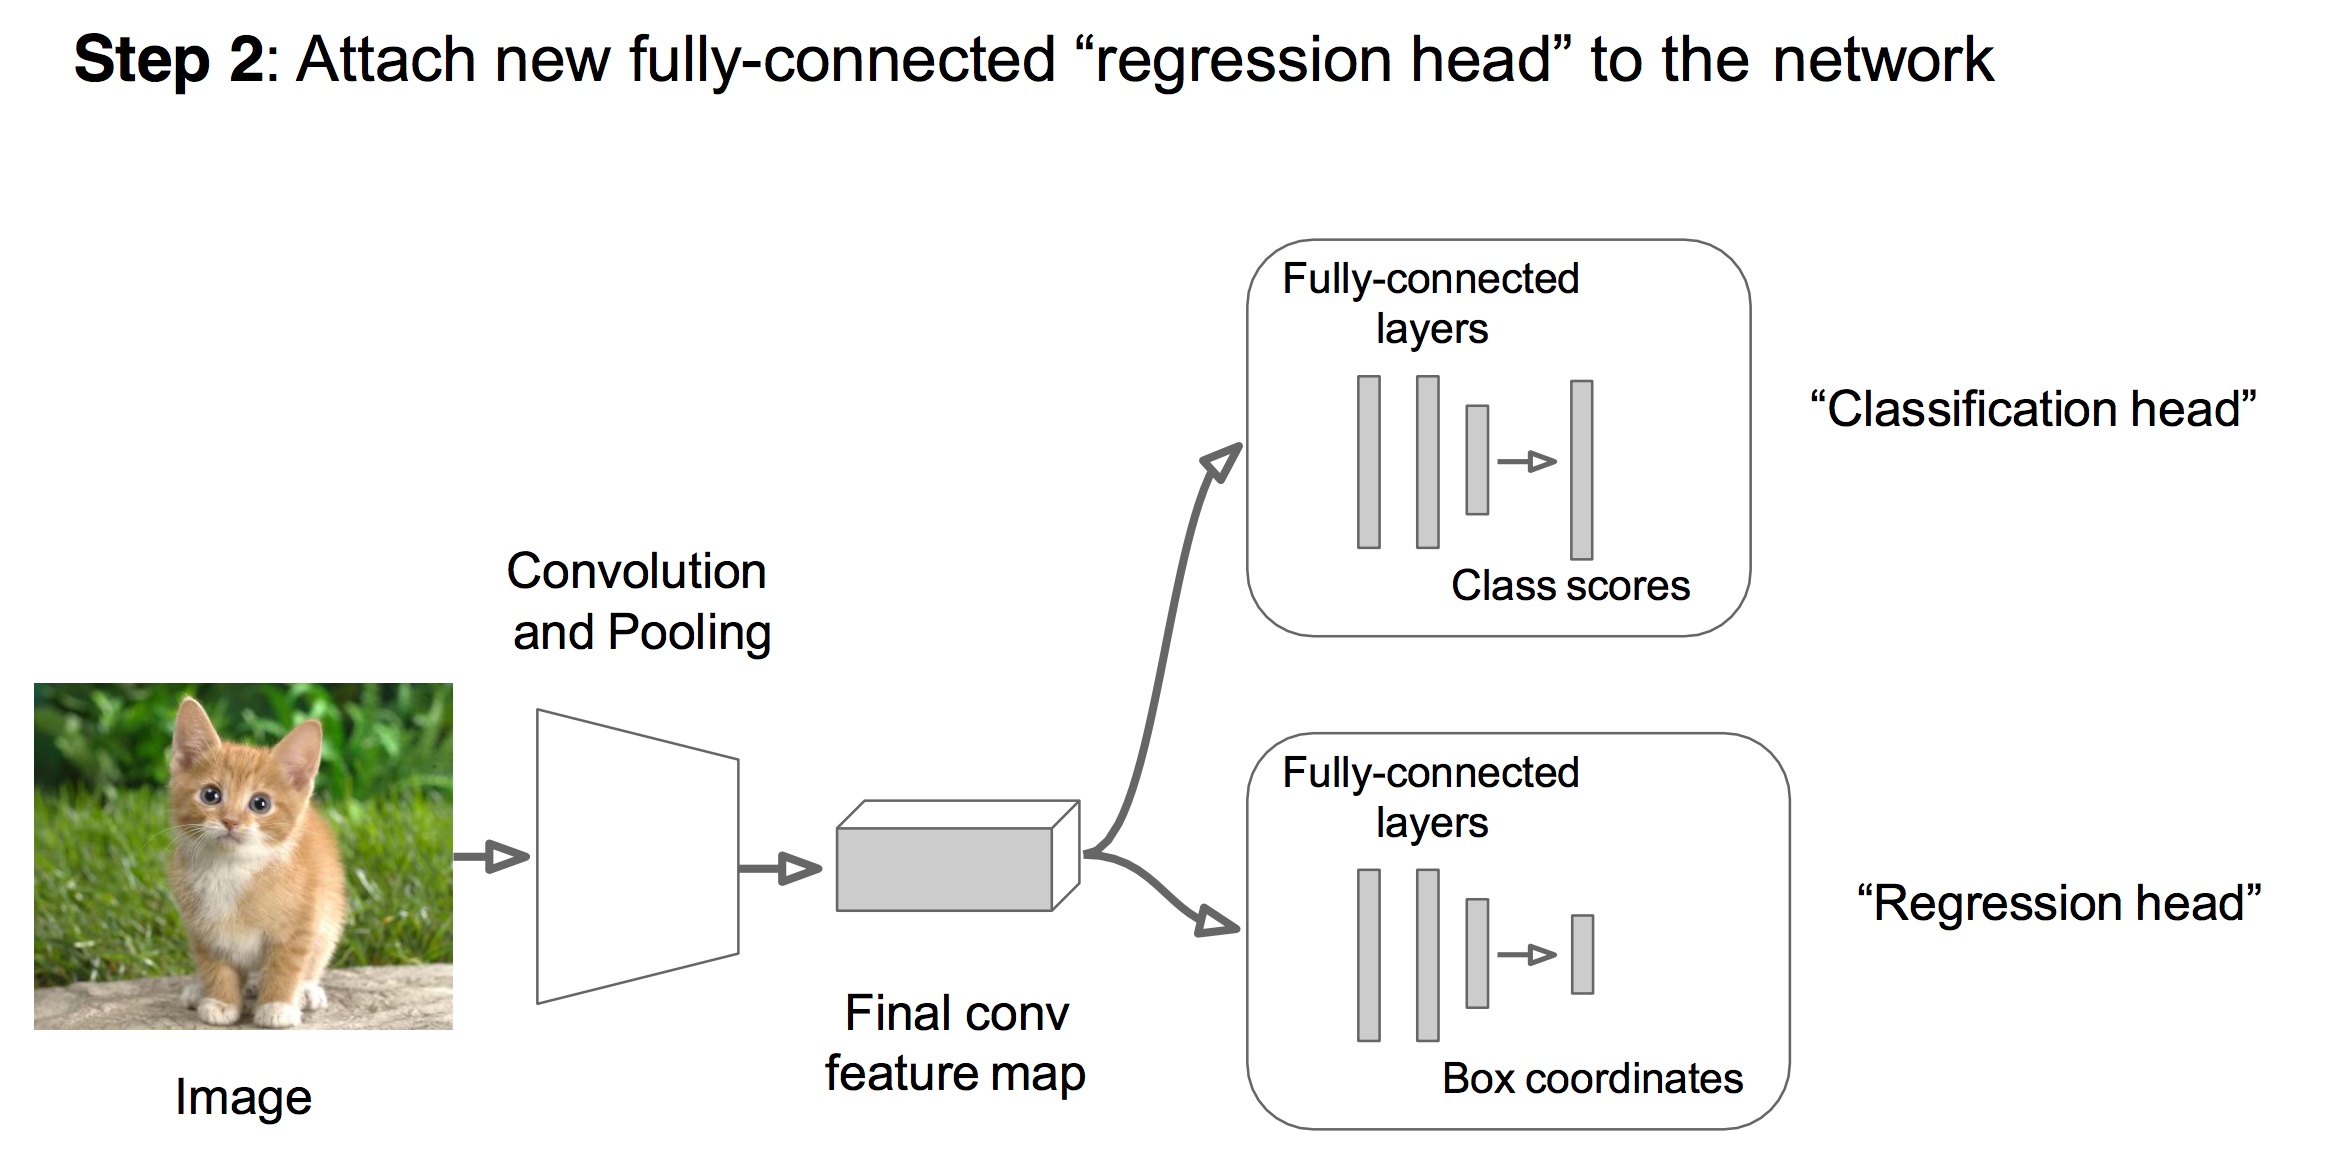 Step 2: Attach new fully-connected “regression head” to the network
Fully-connected
layers
Class scores
“Classification head”
Convolution
and Pooling
Fully-connected
layers
Box coordinates
“Regression head”
Final conv
feature map
Image